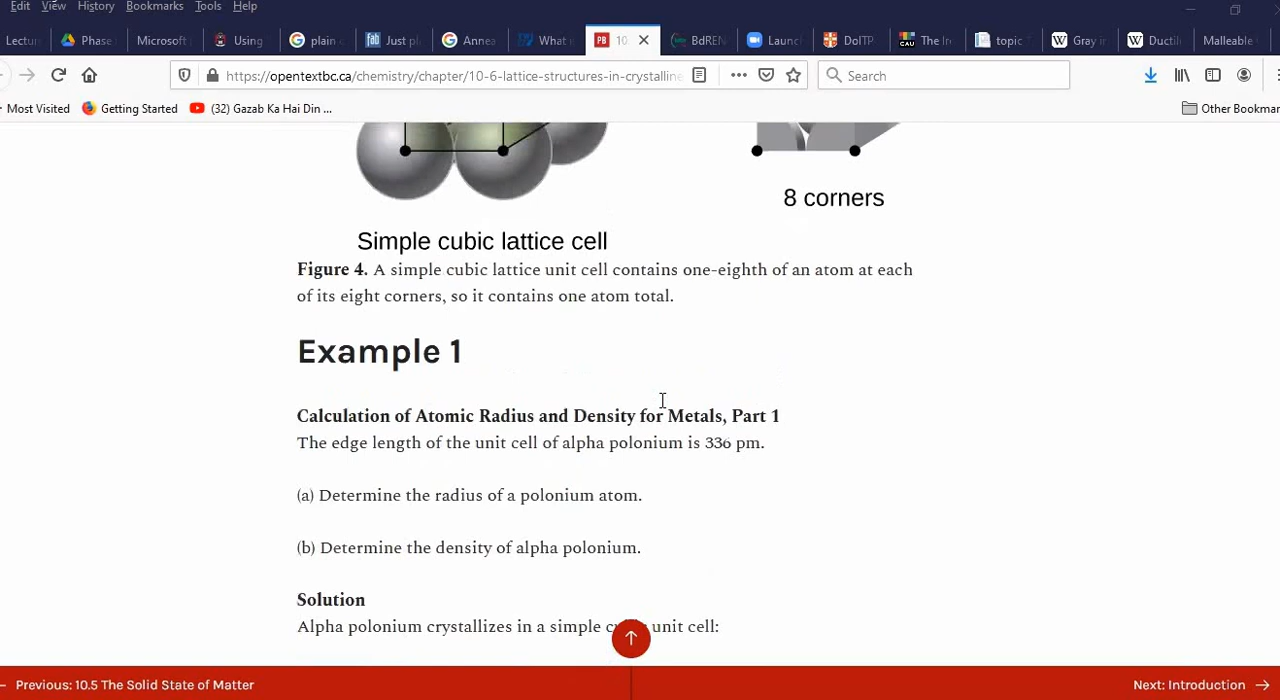 Edit View History Bookmarks Tools Help
Lectu Phase Microsoft Using plain Just pl Annea What i 10. BdREN Launc DoITP The Ir topic Gray ir Ductil Malleable
https://opentextbc.ca/chemistry/chapter/10-6-lattice-structures-in-crystalline Search
Most Visited Getting Started (32) Gazab Ka Hai Din ... Other Bookmar
8 corners
Simple cubic lattice cell
Figure 4. A simple cubic lattice unit cell contains one-eighth of an atom at each
of its eight corners, so it contains one atom total.
Example 1
Calculation of Atomic Radius and Density for Metals, Part 1
The edge length of the unit cell of alpha polonium is 336 pm.
(a) Determine the radius of a polonium atom.
(b) Determine the density of alpha polonium.
Solution
Alpha polonium crystallizes in a simple unit cell:
Previous: 10.5 The Solid State of Matter
Next: Introduction